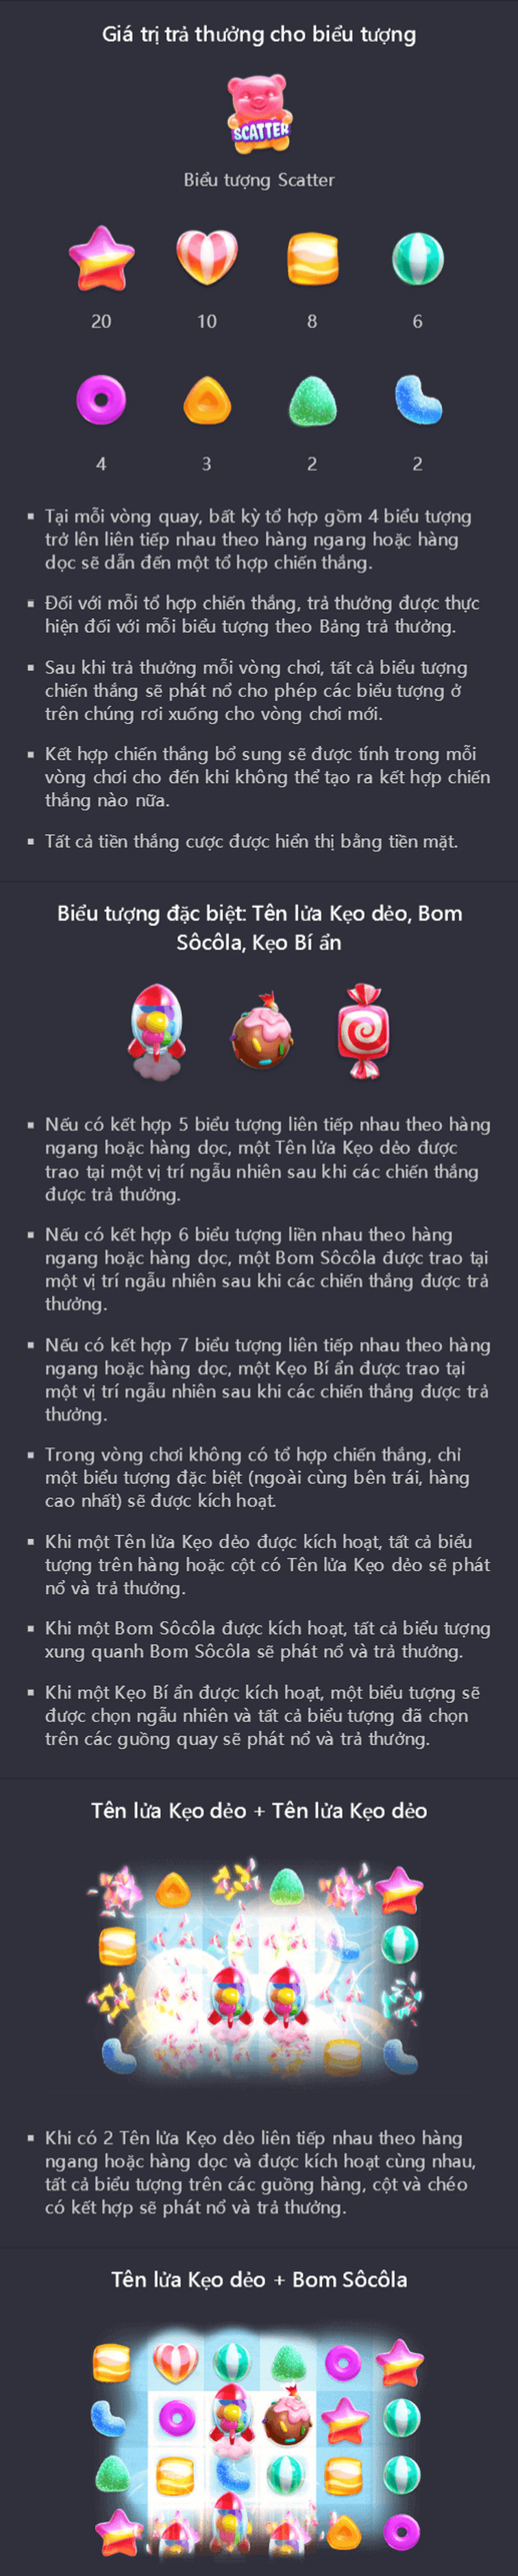 Giá trị trả thưởng cho biểu tượng
SCATTER
Biểu tượng Scatter
20 10 8 6
4 3 2 2
▪ Tại mỗi vòng quay, bất kỳ tổ hợp gồm 4 biểu tượng
trở lên liên tiếp nhau theo hàng ngang hoặc hàng
dọc sẽ dẫn đến một tổ hợp chiến thắng.
▪ Đối với mỗi tổ hợp chiến thắng, trả thưởng được thực
hiện đối với mỗi biểu tượng theo Bảng trả thưởng.
▪ Sau khi trả thưởng mỗi vòng chơi, tất cả biểu tượng
chiến thắng sẽ phát nổ cho phép các biểu tượng ở
trên chúng rơi xuống cho vòng chơi mới.
▪ Kết hợp chiến thắng bổ sung sẽ được tính trong mỗi
vòng chơi cho đến khi không thể tạo ra kết hợp chiến
thắng nào nữa.
▪ Tất cả tiền thắng cược được hiển thị bằng tiền mặt.
Biểu tượng đặc biệt: Tên lửa Kẹo dẻo, Bom
Sôcôla, Kẹo Bí ẩn
▪ Nếu có kết hợp 5 biểu tượng liên tiếp nhau theo hàng
ngang hoặc hàng dọc, một Tên lửa Kẹo dẻo được
trao tại một vị trí ngẫu nhiên sau khi các chiến thắng
được trả thưởng.
▪ Nếu có kết hợp 6 biểu tượng liền nhau theo hàng
ngang hoặc hàng dọc, một Bom Sôcôla được trao tại
một vị trí ngẫu nhiên sau khi các chiến thắng được trả
thưởng.
▪ Nếu có kết hợp 7 biểu tượng liên tiếp nhau theo hàng
ngang hoặc hàng dọc, một Kẹo Bí ẩn được trao tại
một vị trí ngẫu nhiên sau khi các chiến thắng được trả
thưởng.
▪ Trong vòng chơi không có tổ hợp chiến thắng, chỉ
một biểu tượng đặc biệt (ngoài cùng bên trái, hàng
cao nhất) sẽ được kích hoạt.
▪ Khi một Tên lửa Kẹo dẻo được kích hoạt, tất cả biểu
tượng trên hàng hoặc cột có Tên lửa Kẹo dẻo sẽ phát
nổ và trả thưởng.
▪ Khi một Bom Sôcôla được kích hoạt, tất cả biểu tượng
xung quanh Bom Sôcôla sẽ phát nổ và trả thưởng.
▪ Khi một Kẹo Bí ẩn được kích hoạt, một biểu tượng sẽ
được chọn ngẫu nhiên và tất cả biểu tượng đã chọn
trên các guồng quay sẽ phát nổ và trả thưởng.
Tên lửa Kẹo dẻo + Tên lửa Kẹo dẻo
▪ Khi có 2 Tên lửa Kẹo dẻo liên tiếp nhau theo hàng
ngang hoặc hàng dọc và được kích hoạt cùng nhau,
tất cả biểu tượng trên các guồng hàng, cột và chéo
có kết hợp sẽ phát nổ và trả thưởng.
Tên lửa Kẹo dẻo + Bom Sôcôla